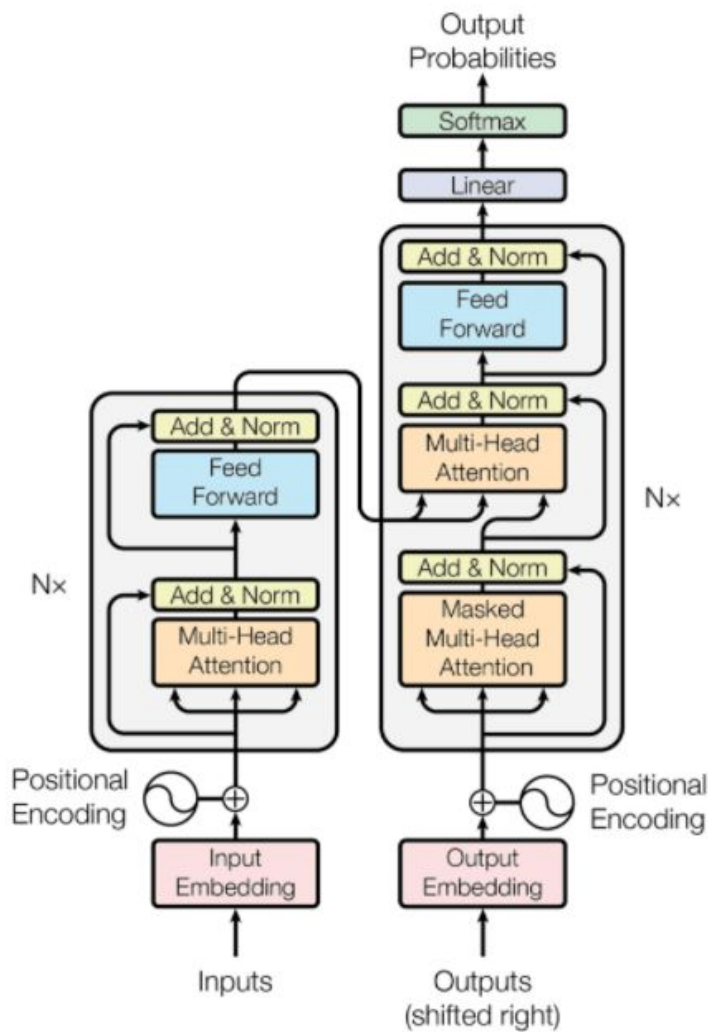 Output
Probabilities
Softmax
Linear
Add & Norm
Feed
Forward
Add & Norm
Multi-Head
Attention
Add & Norm
Masked
Multi-Head
Attention
N×
Add & Norm
Feed
Forward
Add & Norm
Multi-Head
Attention
N×
Positional
Encoding
Positional
Encoding
Input
Embedding
Output
Embedding
Inputs
Outputs
(shifted right)